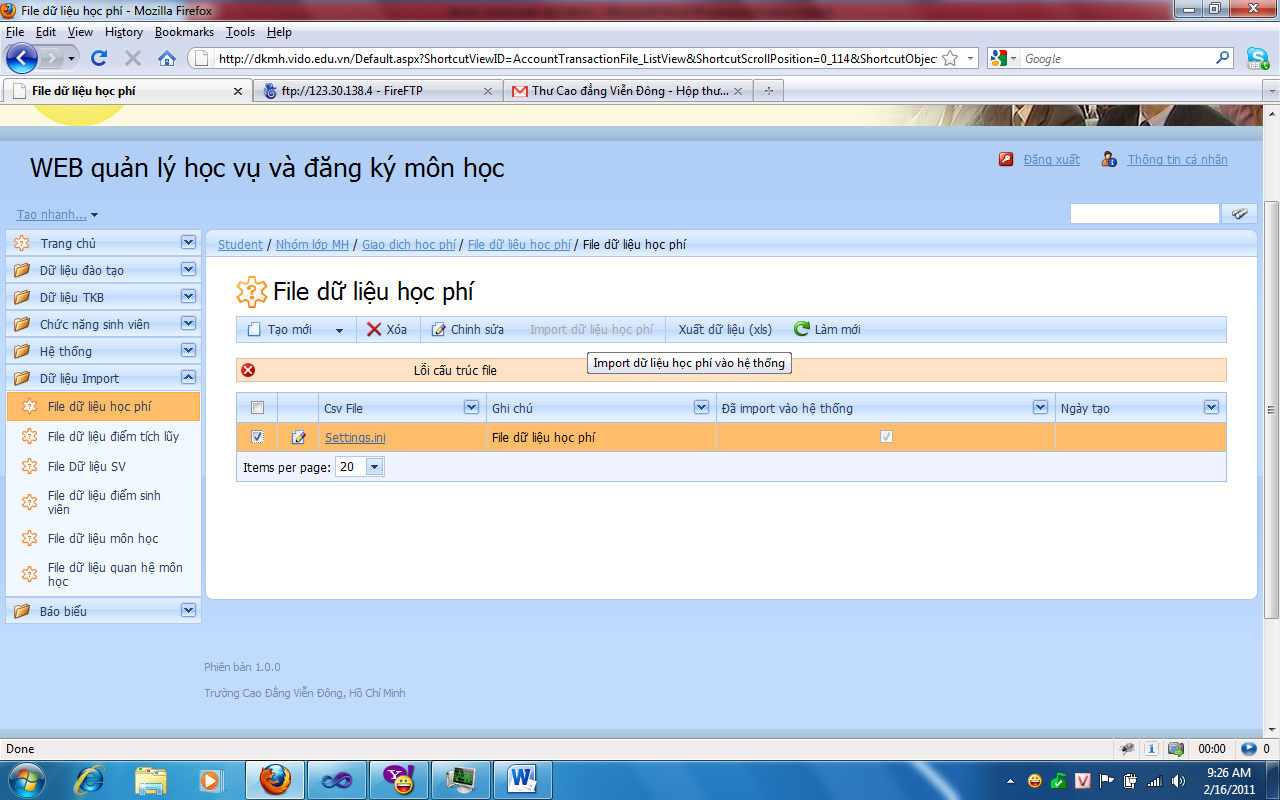 File dữ liệu học phí - Mozilla Firefox
File Edit View History Bookmarks Tools Help
http://dkmh.vido.edu.vn/Default.aspx?ShortcutViewID=AccountTransactionFile_ListView&ShortcutScrollPosition=0_114&ShortcutObjec
Google
File dữ liệu học phí
ftp://123.30.138.4 - FireFTP
Thư Cao đẳng Viễn Đông - Hộp thư...
WEB quản lý học vụ và đăng ký môn học
Đăng xuất
Thông tin cá nhân
Tạo nhanh...
Trang chủ
Dữ liệu đào tạo
Dữ liệu TKB
Chức năng sinh viên
Hệ thống
Dữ liệu Import
File dữ liệu học phí
File dữ liệu điểm tích lũy
File Dữ liệu SV
File dữ liệu điểm sinh
viên
File dữ liệu môn học
File dữ liệu quan hệ môn
học
Báo biểu
Student / Nhóm lớp MH / Giao dịch học phí / File dữ liệu học phí / File dữ liệu học phí
File dữ liệu học phí
Tạo mới Xóa Chỉnh sửa Import dữ liệu học phí Xuất dữ liệu (xls) Làm mới
Import dữ liệu học phí vào hệ thống
Lỗi cấu trúc file
Csv File Ghi chú Đã import vào hệ thống Ngày tạo
Settings.ini File dữ liệu học phí
Items per page: 20
Phiên bản 1.0.0
Trường Cao Đẳng Viễn Đông, Hồ Chí Minh
Done
00:00 0
9:26 AM
2/16/2011